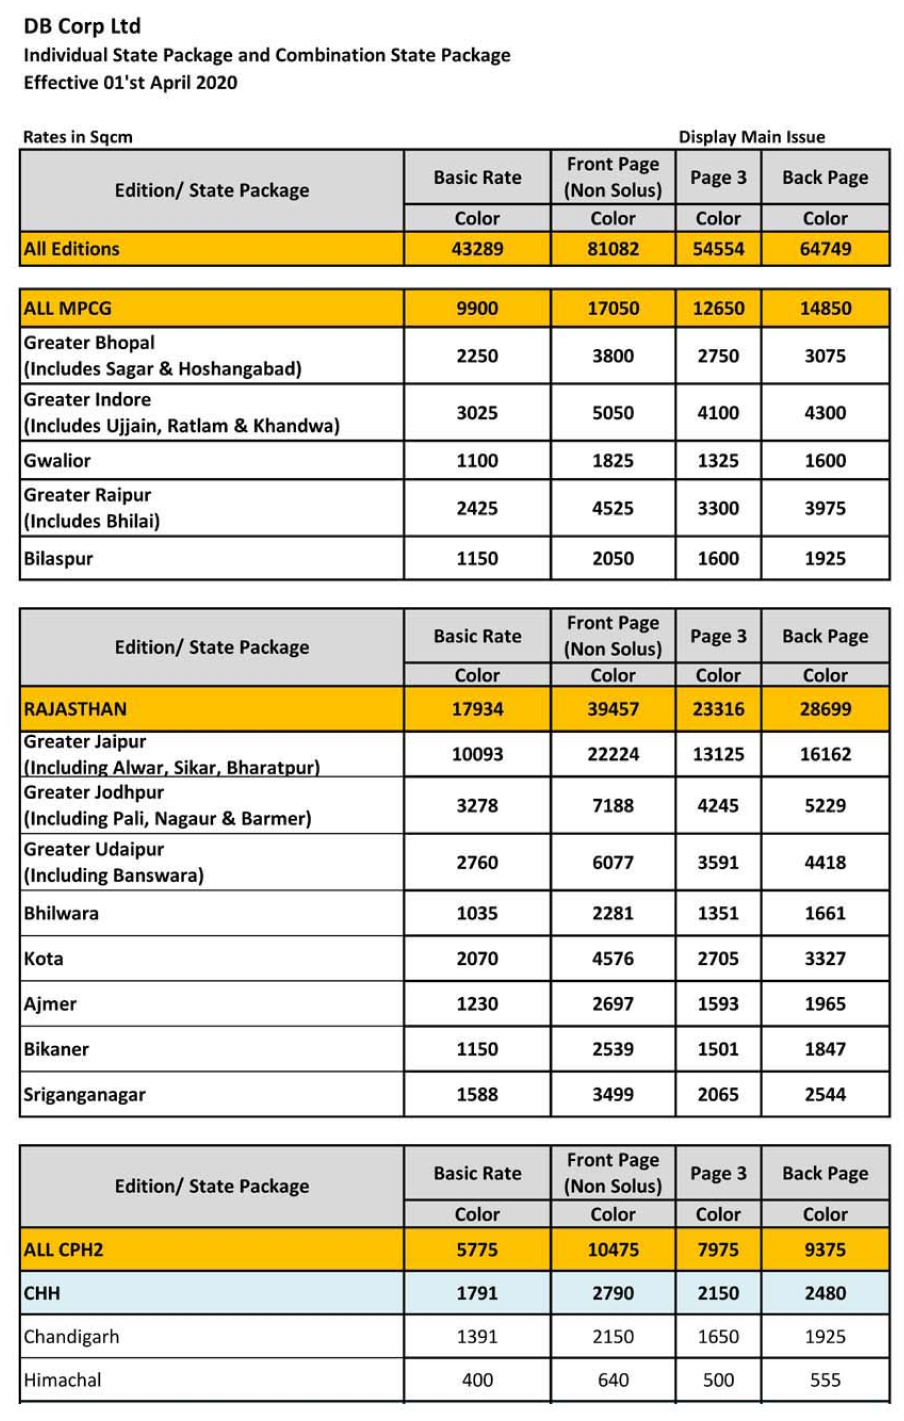 DB Corp Ltd
Individual State Package and Combination State Package
Effective 01'st April 2020
Rates in Sqcm Display Main Issue
Edition/ State Package Basic Rate Front Page (Non Solus) Page 3 Back Page
Color Color Color Color
All Editions 43289 81082 54554 64749
ALL MPCG 9900 17050 12650 14850
Greater Bhopal
(Includes Sagar & Hoshangabad) 2250 3800 2750 3075
Greater Indore
(Includes Ujjain, Ratlam & Khandwa) 3025 5050 4100 4300
Gwalior 1100 1825 1325 1600
Greater Raipur
(Includes Bhilai) 2425 4525 3300 3975
Bilaspur 1150 2050 1600 1925
Edition/ State Package Basic Rate Front Page (Non Solus) Page 3 Back Page
Color Color Color Color
RAJASTHAN 17934 39457 23316 28699
Greater Jaipur
(Including Alwar, Sikar, Bharatpur) 10093 22224 13125 16162
Greater Jodhpur
(Including Pali, Nagaur & Barmer) 3278 7188 4245 5229
Greater Udaipur
(Including Banswara) 2760 6077 3591 4418
Bhilwara 1035 2281 1351 1661
Kota 2070 4576 2705 3327
Ajmer 1230 2697 1593 1965
Bikaner 1150 2539 1501 1847
Sriganganagar 1588 3499 2065 2544
Edition/ State Package Basic Rate Front Page (Non Solus) Page 3 Back Page
Color Color Color Color
ALL CPH2 5775 10475 7975 9375
CHH 1791 2790 2150 2480
Chandigarh 1391 2150 1650 1925
Himachal 400 640 500 555